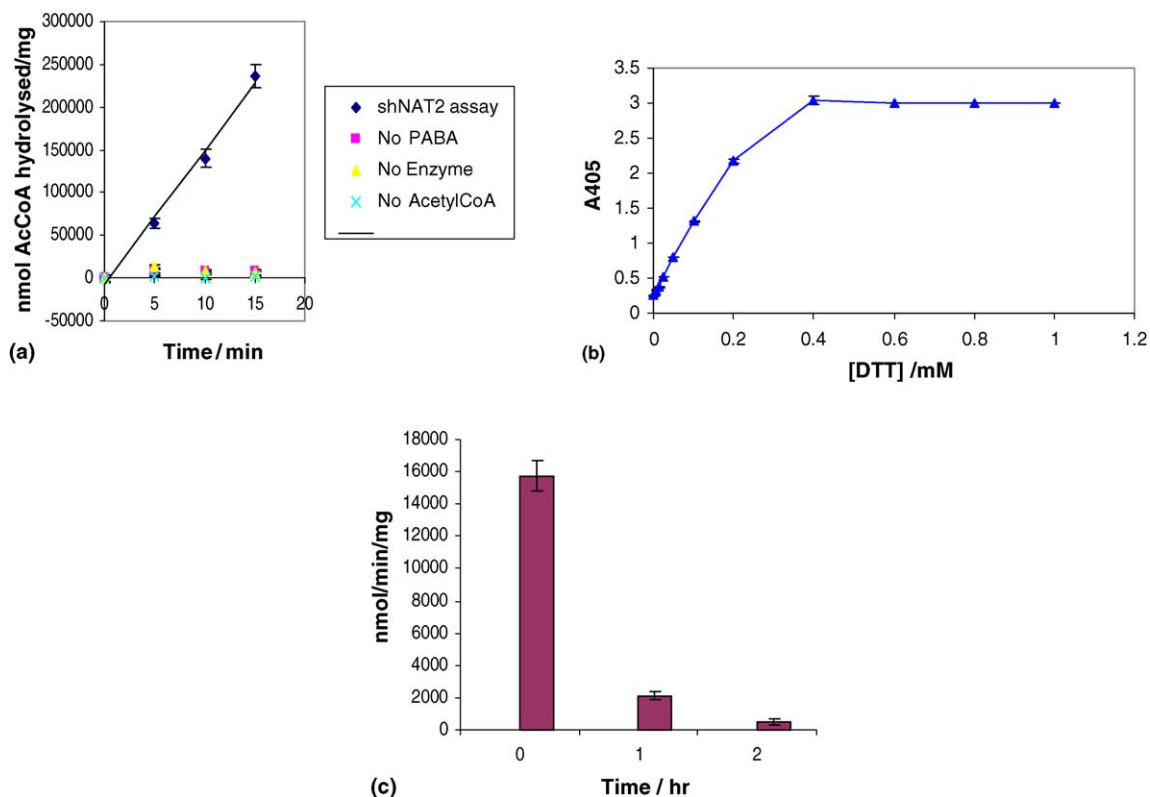 300000
250000
200000
150000
100000
50000
0
-50000
nmol AcCoA hydrolysed/mg
0 5 10 15 20
Time/min
(a)
shNAT2 assay
No PABA
No Enzyme
No AcetylCoA
3.5
3
2.5
2
1.5
1
0.5
0
A405
0 0.2 0.4 0.6 0.8 1 1.2
[DTT] /mM
(b)
18000
16000
14000
12000
10000
8000
6000
4000
2000
0
nmol/min/mg
0 1 2
Time / hr
(c)